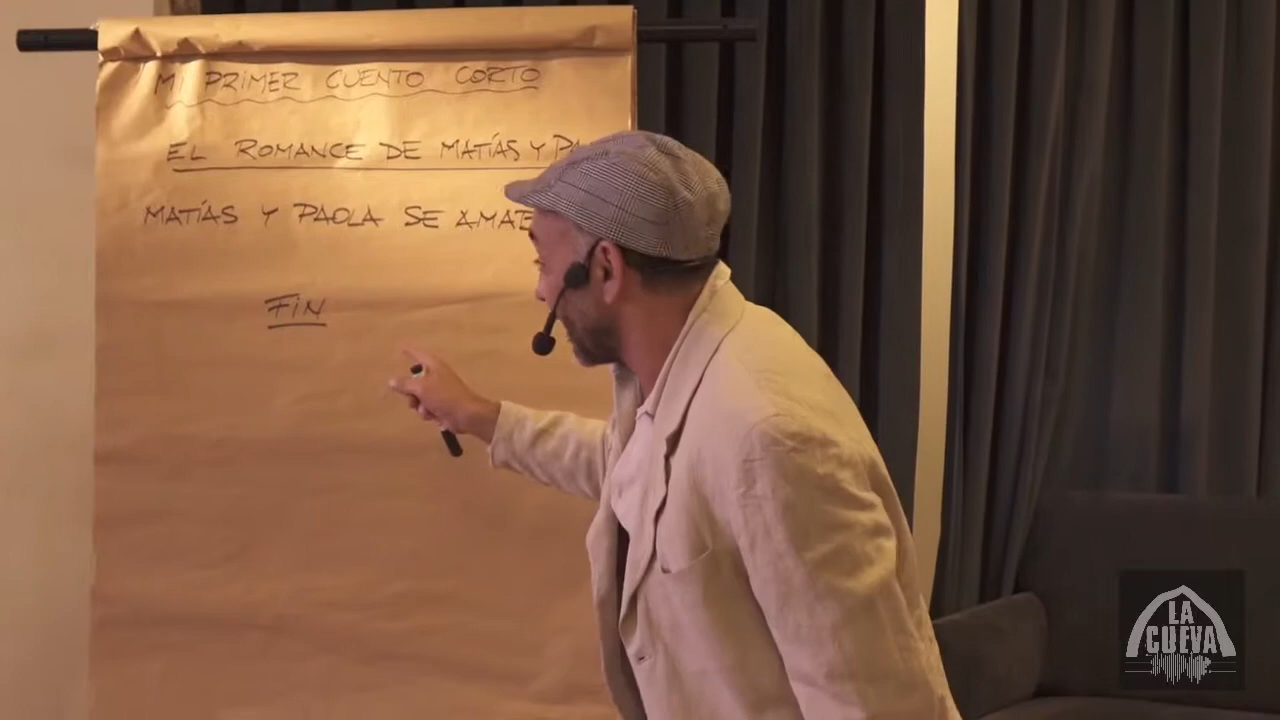 MI PRIMER CUENTO CORTO
EL ROMANCE DE MATÍAS Y
MATÍAS Y PAOLA SE
FIN
LA
CUEVA